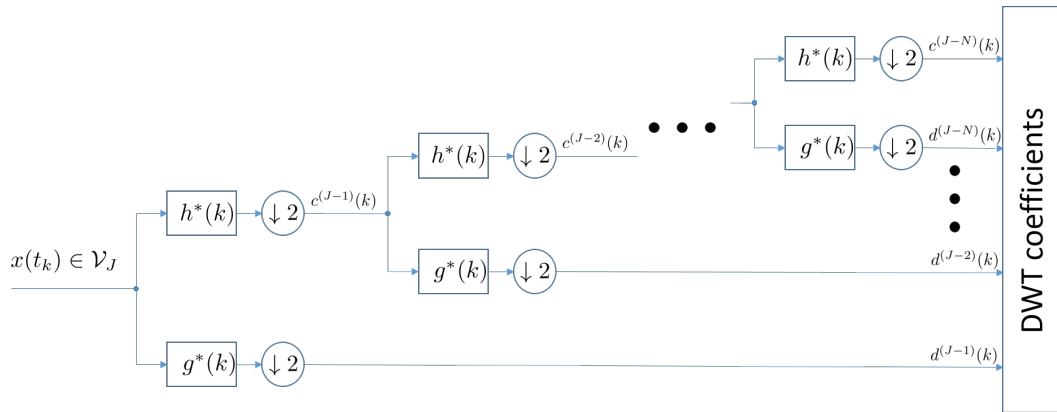 h*(k)
↓ 2
c^(J−N)(k)
g*(k)
↓ 2
d^(J−N)(k)
h*(k)
↓ 2
c^(J−2)(k)
h*(k)
↓ 2
c^(J−1)(k)
x(t_k) ∈ 𝒱_J
g*(k)
↓ 2
d^(J−2)(k)
g*(k)
↓ 2
d^(J−1)(k)
DWT coefficients